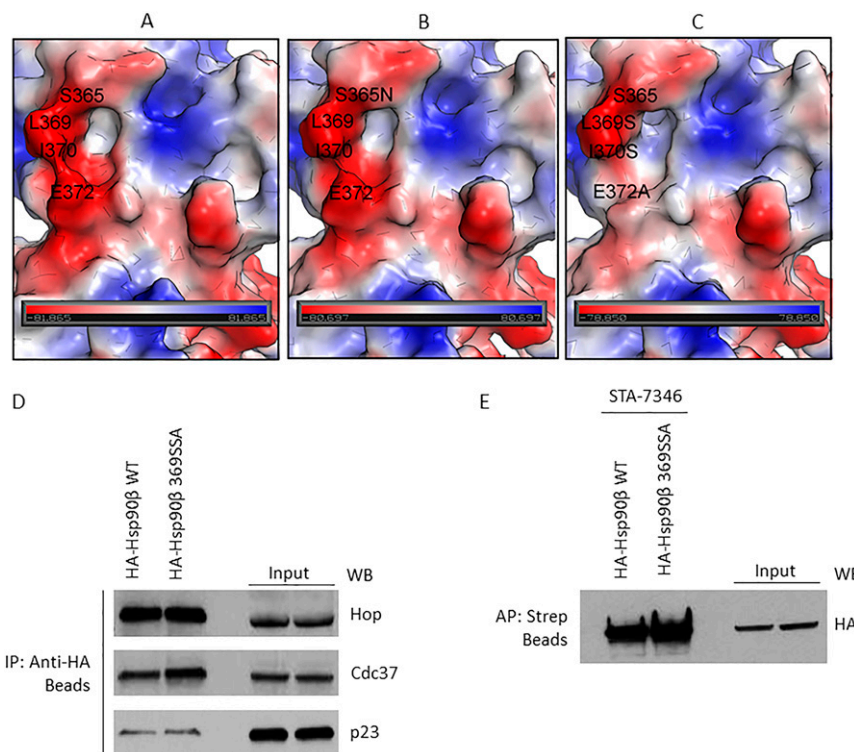 A
B
C
S365
L369
I370
E372
-81,865 81,865
S365N
L369
I370
E372
-80,697 80,697
S365
L369S
I370S
E372A
-78,850 78,850
D
HA-Hsp90β WT
HA-Hsp90β 369SSA
Input
WB
Hop
IP: Anti-HA
Beads
Cdc37
p23
E
STA-7346
HA-Hsp90β WT
HA-Hsp90β 369SSA
Input
AP: Strep
Beads
HA